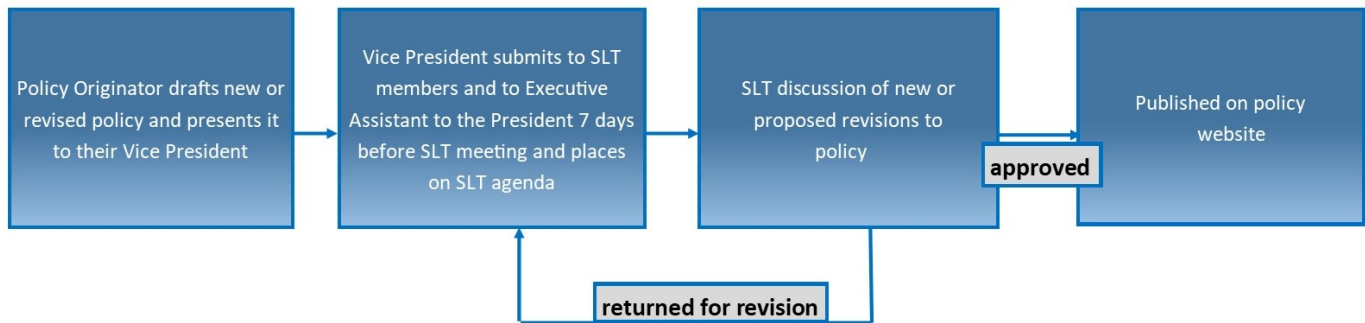 Policy Originator drafts new or
revised policy and presents it
to their Vice President
Vice President submits to SLT
members and to Executive
Assistant to the President 7 days
before SLT meeting and places
on SLT agenda
SLT discussion of new or
proposed revisions to
policy
approved
Published on policy
website
returned for revision